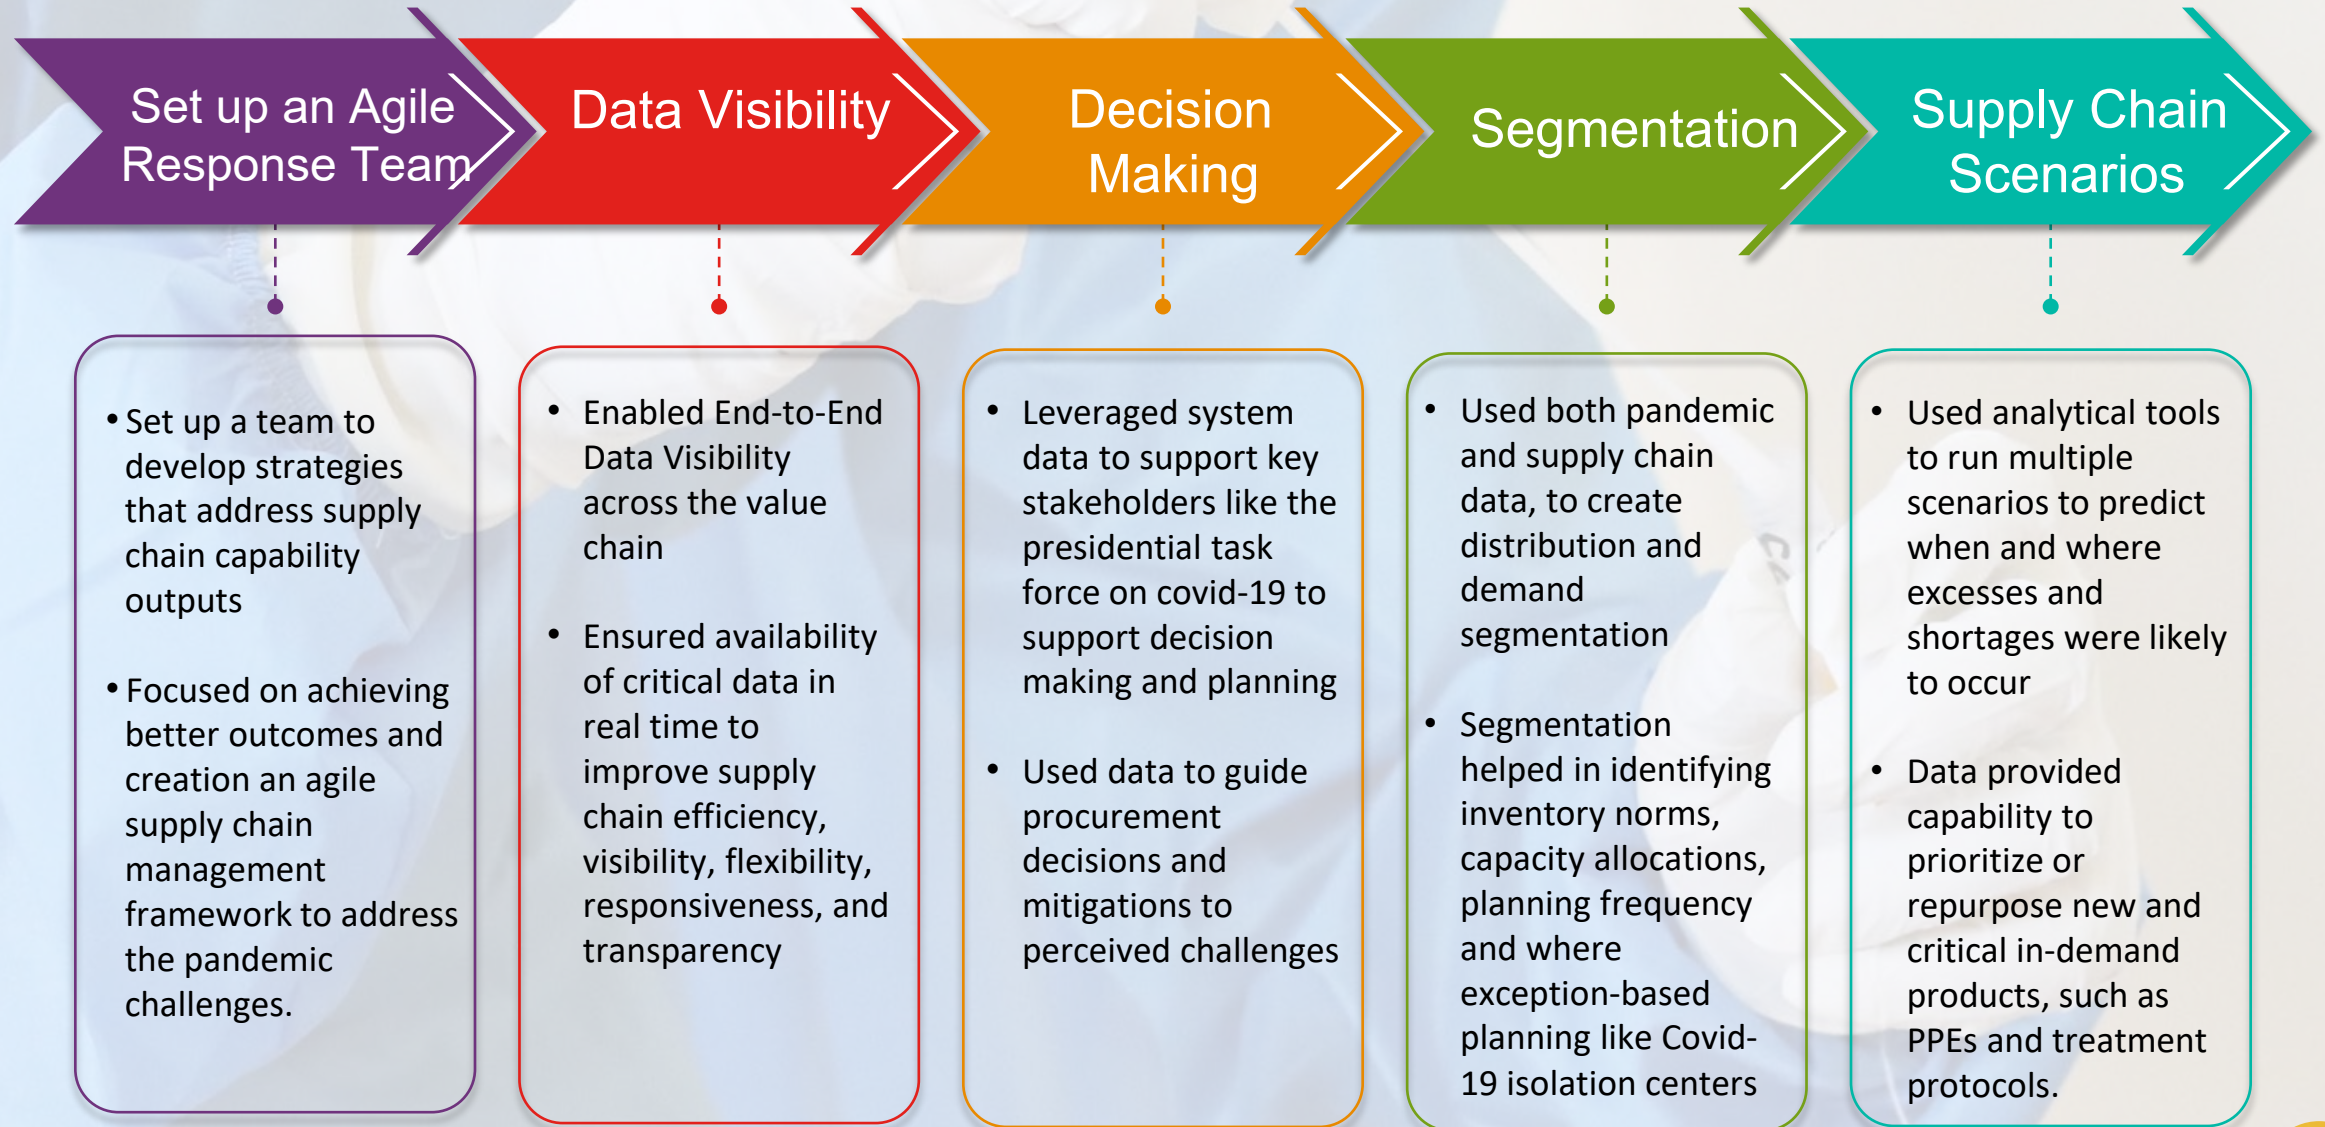 Set up an Agile
Response Team
Data Visibility
Decision
Making
Segmentation
Supply Chain
Scenarios
• Set up a team to
develop strategies
that address supply
chain capability
outputs
• Focused on achieving
better outcomes and
creation an agile
supply chain
management
framework to address
the pandemic
challenges.
• Enabled End-to-End
Data Visibility
across the value
chain
• Ensured availability
of critical data in
real time to
improve supply
chain efficiency,
visibility, flexibility,
responsiveness, and
transparency
• Leveraged system
data to support key
stakeholders like the
presidential task
force on covid-19 to
support decision
making and planning
• Used data to guide
procurement
decisions and
mitigations to
perceived challenges
• Used both pandemic
and supply chain
data, to create
distribution and
demand
segmentation
• Segmentation
helped in identifying
inventory norms,
capacity allocations,
planning frequency
and where
exception-based
planning like Covid-
19 isolation centers
• Used analytical tools
to run multiple
scenarios to predict
when and where
excesses and
shortages were likely
to occur
• Data provided
capability to
prioritize or
repurpose new and
critical in-demand
products, such as
PPEs and treatment
protocols.